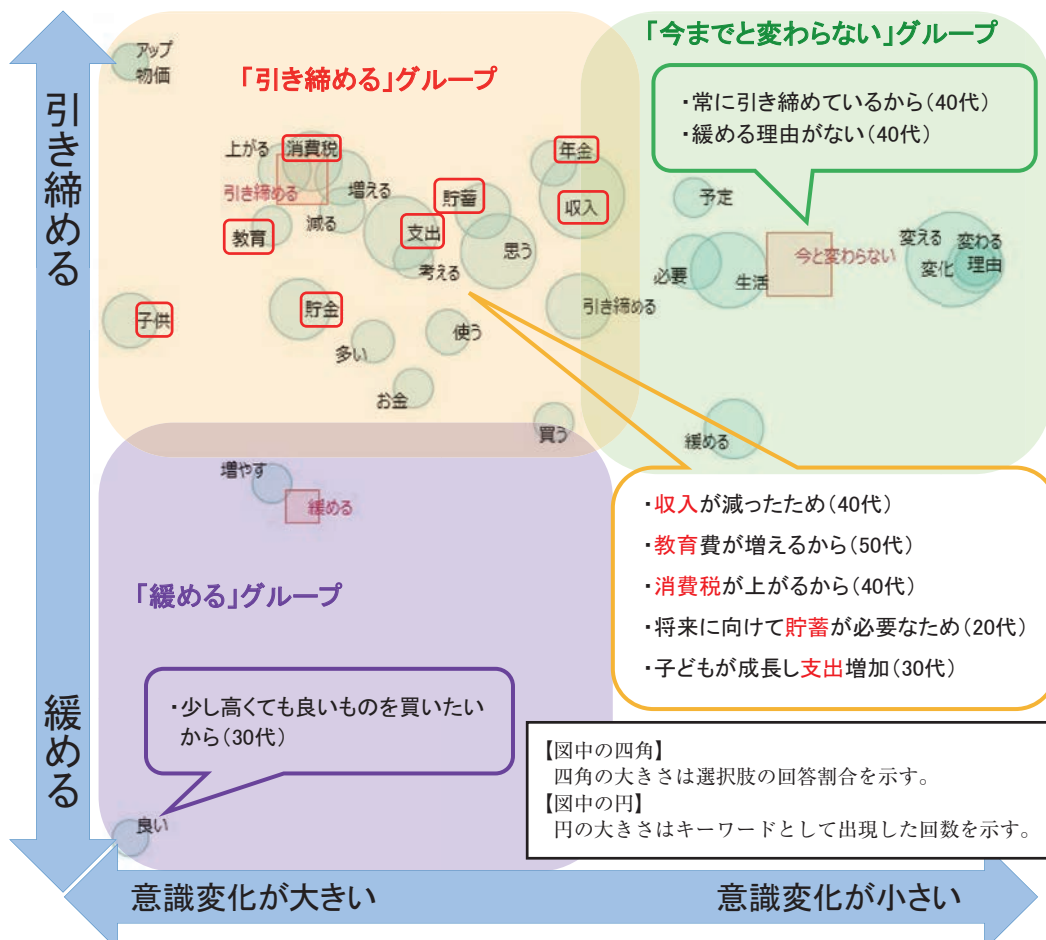 引き締める
緩める
「引き締める」グループ
「今までと変わらない」グループ
・常に引き締めているから(40代)
・緩める理由がない(40代)
アップ
物価
上がる
消費税
引き締める
増える
減る
教育
貯蓄
支出
考える
思う
年金
収入
子供
貯金
多い
使う
お金
引き締める
買う
予定
必要
生活
今と変わらない
変える
変わる
変化
理由
緩める
増やす
緩める
「緩める」グループ
・少し高くても良いものを買いたい
から(30代)
良い
・収入が減ったため(40代)
・教育費が増えるから(50代)
・消費税が上がるから(40代)
・将来に向けて貯蓄が必要なため(20代)
・子どもが成長し支出増加(30代)
【図中の四角】
四角の大きさは選択肢の回答割合を示す。
【図中の円】
円の大きさはキーワードとして出現した回数を示す。
意識変化が大きい
意識変化が小さい